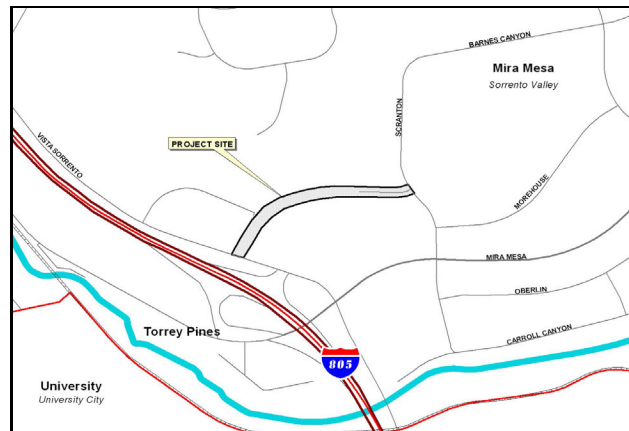 BARNES CANYON
Mira Mesa
Sorrento Valley
SCRANTON
VISTA SORRENTO
PROJECT SITE
MOREHOUSE
MIRA MESA
OBERLIN
CARROLL CANYON
Torrey Pines
805
University
University City